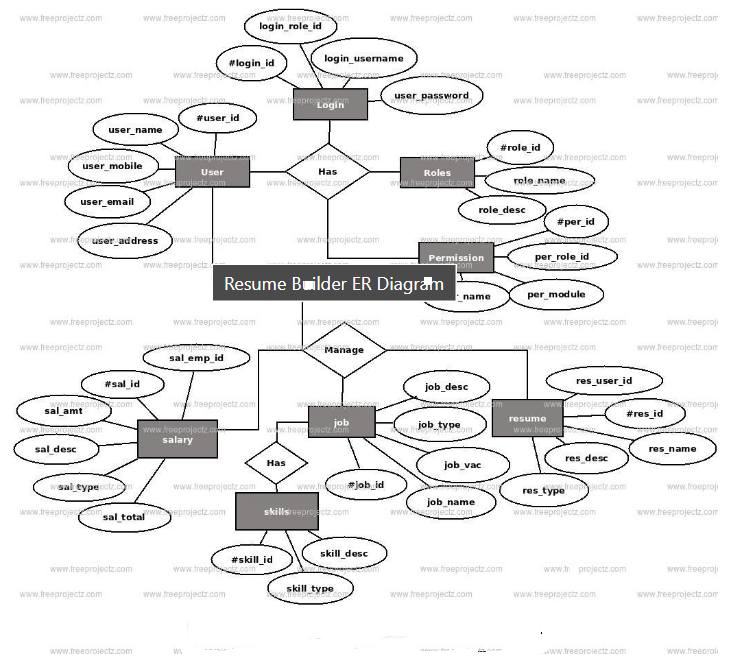 login_role_id
#login_id
login_username
user_password
Login
#user_id
user_name
user_mobile
user_email
user_address
User
Has
Roles
#role_id
role_name
role_desc
#per_id
Permission
per_role_id
per_module
Resume Builder ER Diagram
Manage
sal_emp_id
#sal_id
sal_amt
sal_desc
sal_type
sal_total
salary
job
job_desc
job_type
job_vac
job_name
#job_id
resume
res_user_id
#res_id
res_name
res_desc
res_type
Has
skills
#skill_id
skill_desc
skill_type
www.freeprojectz.com